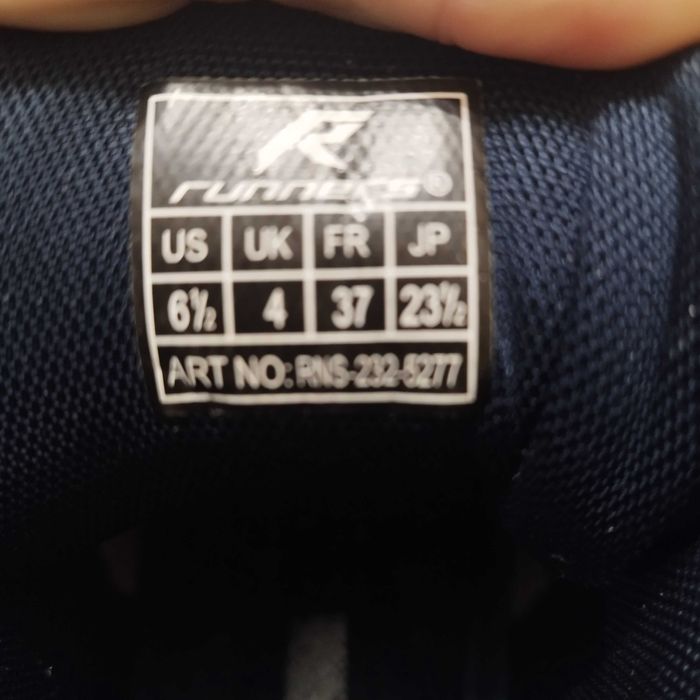 R
runners®
US UK FR JP
6½ 4 37 23½
ART NO: RNS-232-5277